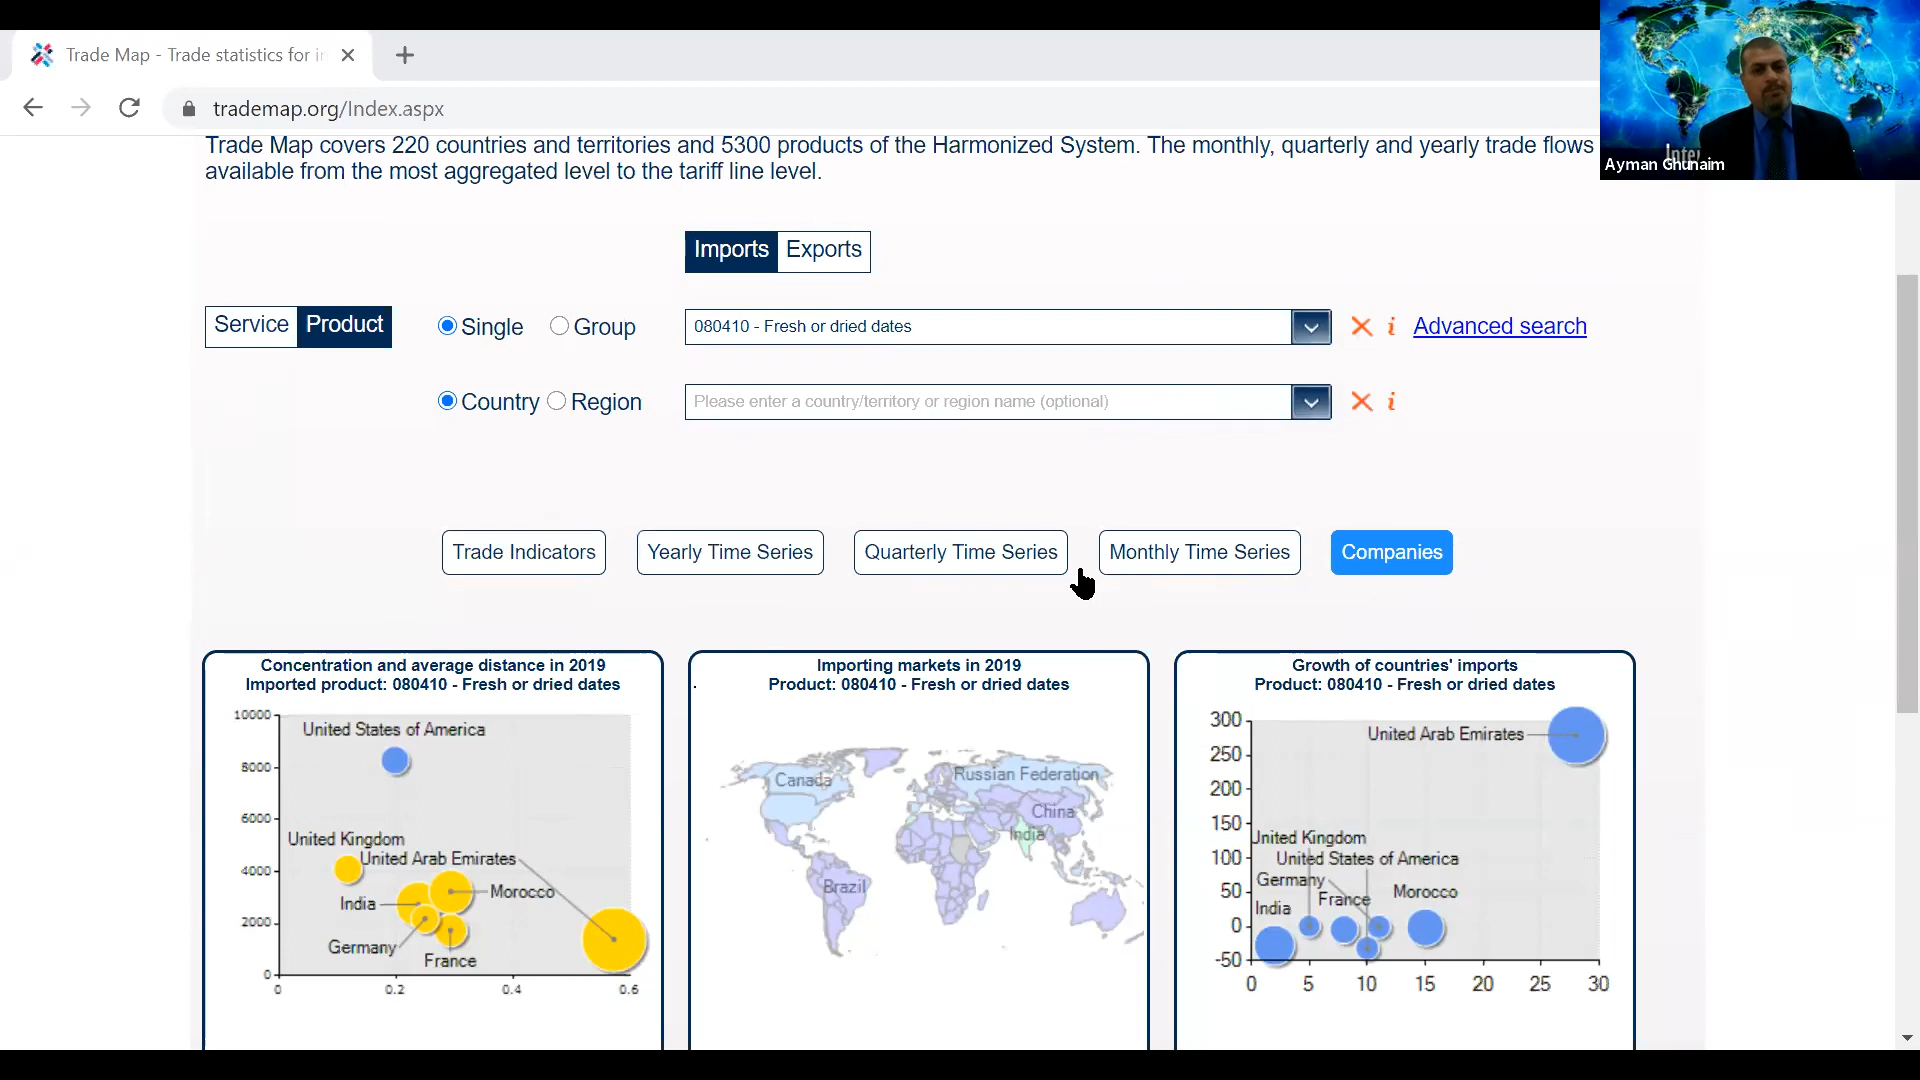 Trade Map - Trade statistics for i
trademap.org/Index.aspx
Ayman Ghunaim
Trade Map covers 220 countries and territories and 5300 products of the Harmonized System. The monthly, quarterly and yearly trade flows
available from the most aggregated level to the tariff line level.
Imports Exports
Service Product Single Group 080410 - Fresh or dried dates i Advanced search
Country Region Please enter a country/territory or region name (optional) i
Trade Indicators Yearly Time Series Quarterly Time Series Monthly Time Series Companies
Concentration and average distance in 2019
Imported product: 080410 - Fresh or dried dates
10000
8000
6000
4000
2000
0
0 0.2 0.4 0.6
United States of America
United Kingdom
United Arab Emirates
Morocco
India
Germany
France
Importing markets in 2019
Product: 080410 - Fresh or dried dates
Canada
Russian Federation
China
India
Brazil
Growth of countries' imports
Product: 080410 - Fresh or dried dates
300
250
200
150
100
50
0
-50
0 5 10 15 20 25 30
United Arab Emirates
United Kingdom
United States of America
Germany
France
Morocco
India